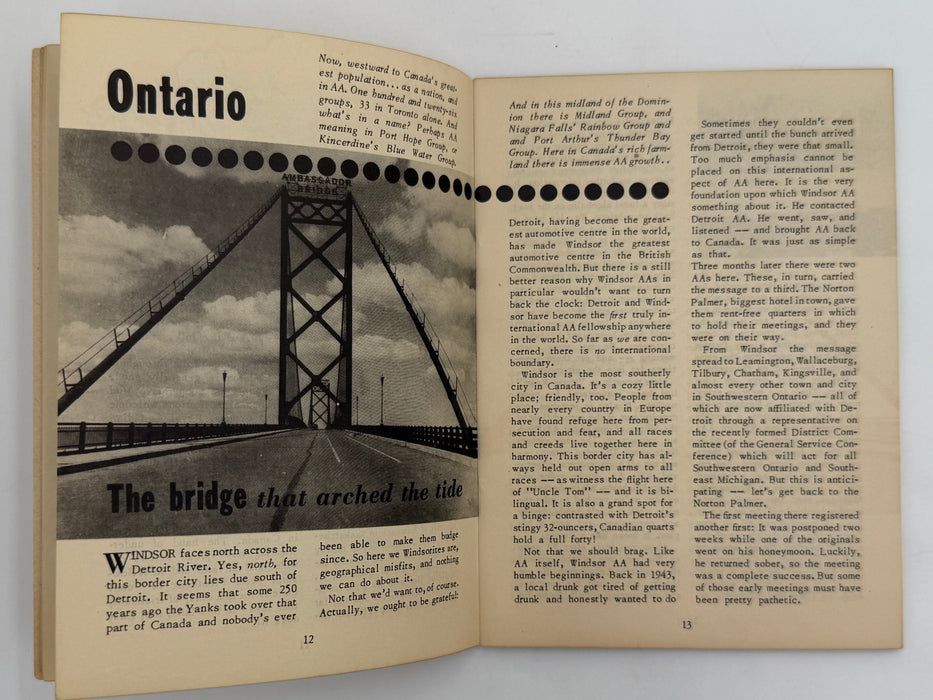 Ontario
Now, westward to Canada's great-
est population... as a nation, and
in AA. One hundred and twenty-six
groups, 33 in Toronto alone. And
what's in a name? Perhaps AA
meaning in Port Hope Group, or
Kincerdine's Blue Water Group,
AMBASSADOR
BRIDGE
The bridge that arched the tide
WINDSOR faces north across the
Detroit River. Yes, north, for
this border city lies due south of
Detroit. It seems that some 250
years ago the Yanks took over that
part of Canada and nobody's ever
been able to make them budge
since. So here we Windsorites are,
geographical misfits, and nothing
we can do about it.
Not that we'd want to, of course.
Actually, we ought to be grateful:
12
And in this midland of the Domin-
ion there is Midland Group, and
Niagara Falls' Rainbow Group and
and Port Arthur's Thunder Bay
Group. Here in Canada's rich farm-
land there is immense AA growth..
Detroit, having become the great-
est automotive centre in the world,
has made Windsor the greatest
automotive centre in the British
Commonwealth. But there is a still
better reason why Windsor AAs in
particular wouldn't want to turn
back the clock: Detroit and Wind-
sor have become the first truly in-
ternational AA fellowship anywhere
in the world. So far as we are con-
cerned, there is no international
boundary.
Windsor is the most southerly
city in Canada. It's a cozy little
place; friendly, too. People from
nearly every country in Europe
have found refuge here from per-
secution and fear, and all races
and creeds live together here in
harmony. This border city has al-
ways held out open arms to all
races -- as witness the flight here
of "Uncle Tom" -- and it is bi-
lingual. It is also a grand spot for
a binge: contrasted with Detroit's
stingy 32-ouncers, Canadian quarts
hold a full forty!
Not that we should brag. Like
AA itself, Windsor AA had very
humble beginnings. Back in 1943,
a local drunk got tired of getting
drunk and honestly wanted to do
Sometimes they couldn't even
get started until the bunch arrived
from Detroit, they were that small.
Too much emphasis cannot be
placed on this international as-
pect of AA here. It is the very
foundation upon which Windsor AA
something about it. He contacted
Detroit AA. He went, saw, and
listened -- and brought AA back
to Canada. It was just as simple
as that.
Three months later there were two
AAs here. These, in turn, carried
the message to a third. The Norton
Palmer, biggest hotel in town, gave
them rent-free quarters in which
to hold their meetings, and they
were on their way.
From Windsor the message
spread to Leamington, Wallaceburg,
Tilbury, Chatham, Kingsville, and
almost every other town and city
in Southwestern Ontario -- all of
which are now affiliated with De-
troit through a representative on
the recently formed District Com-
mittee (of the General Service Con-
ference) which will act for all
Southwestern Ontario and South-
east Michigan. But this is antici-
pating -- let's get back to the
Norton Palmer.
The first meeting there registered
another first: It was postponed two
weeks while one of the originals
went on his honeymoon. Luckily,
he returned sober, so the meeting
was a complete success. But some
of those early meetings must have
been pretty pathetic.
13